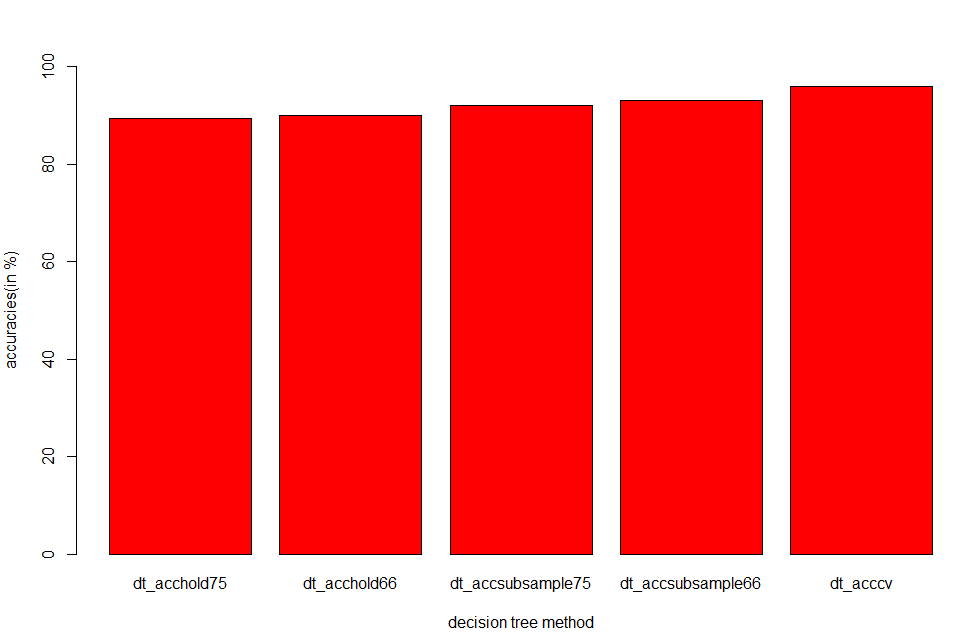 accuracies(in %)
100
80
60
40
20
0
dt_acchold75 dt_acchold66 dt_accsubsample75 dt_accsubsample66 dt_acccv
decision tree method